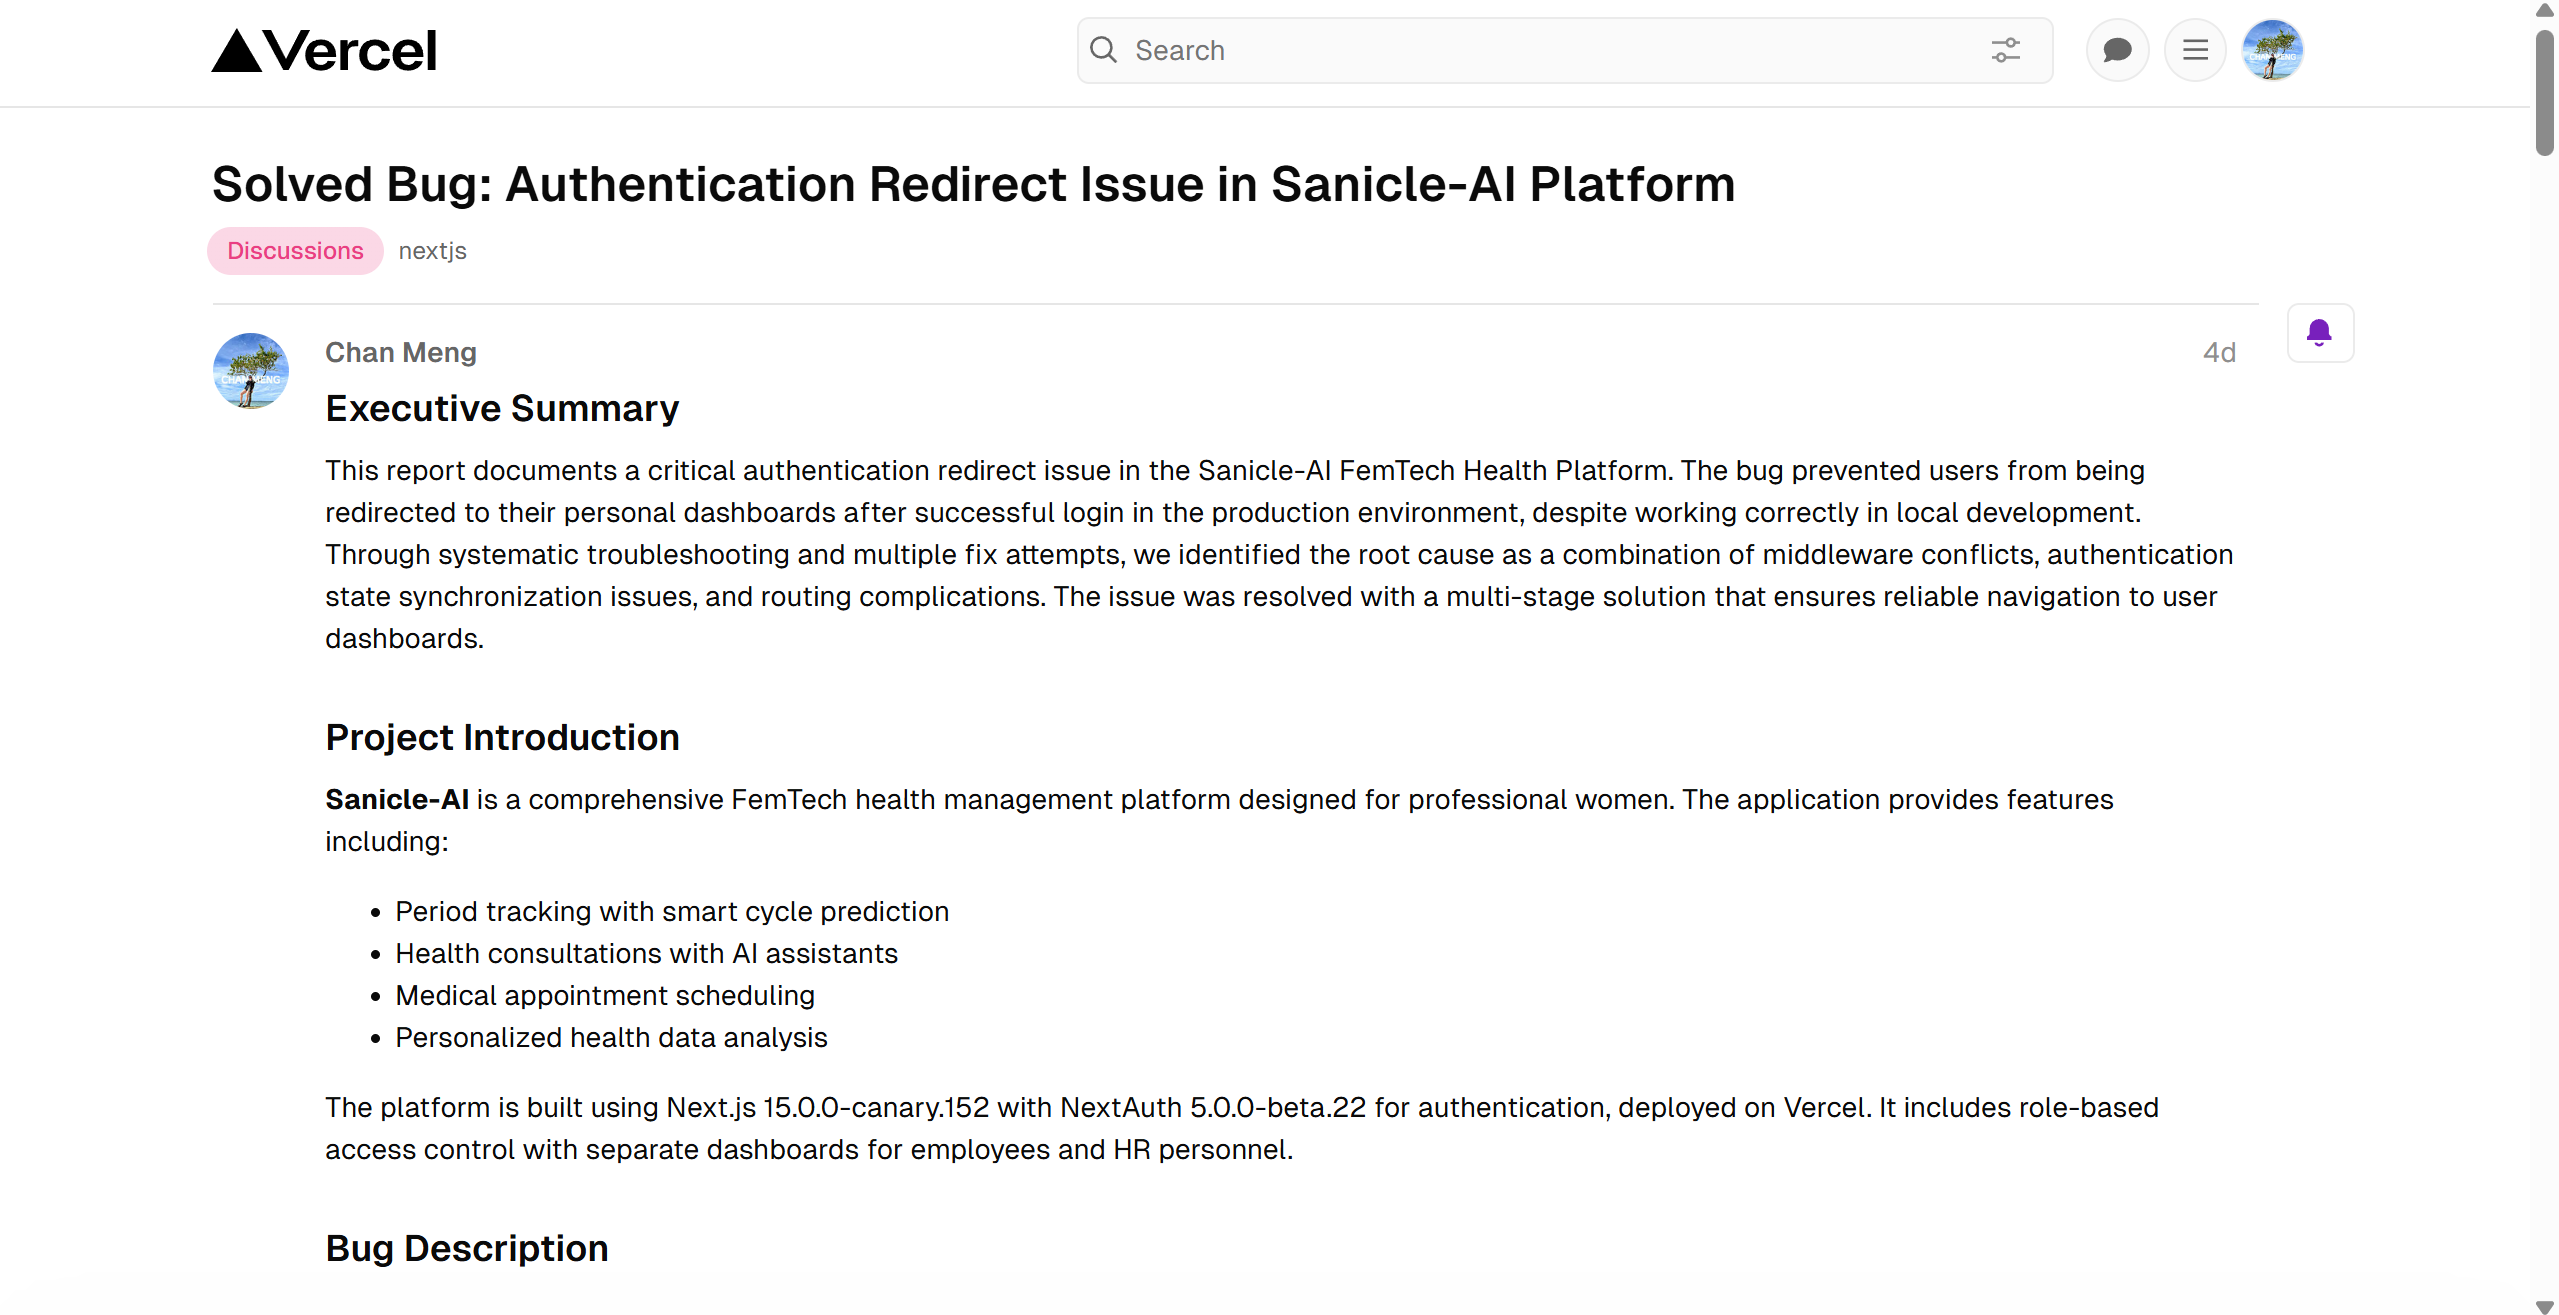 Vercel
Search
Solved Bug: Authentication Redirect Issue in Sanicle-AI Platform
Discussions nextjs
Chan Meng
4d
CHAN MENG
Executive Summary
This report documents a critical authentication redirect issue in the Sanicle-AI FemTech Health Platform. The bug prevented users from being
redirected to their personal dashboards after successful login in the production environment, despite working correctly in local development.
Through systematic troubleshooting and multiple fix attempts, we identified the root cause as a combination of middleware conflicts, authentication
state synchronization issues, and routing complications. The issue was resolved with a multi-stage solution that ensures reliable navigation to user
dashboards.
Project Introduction
Sanicle-AI is a comprehensive FemTech health management platform designed for professional women. The application provides features
including:
Period tracking with smart cycle prediction
Health consultations with AI assistants
Medical appointment scheduling
Personalized health data analysis
The platform is built using Next.js 15.0.0-canary.152 with NextAuth 5.0.0-beta.22 for authentication, deployed on Vercel. It includes role-based
access control with separate dashboards for employees and HR personnel.
Bug Description